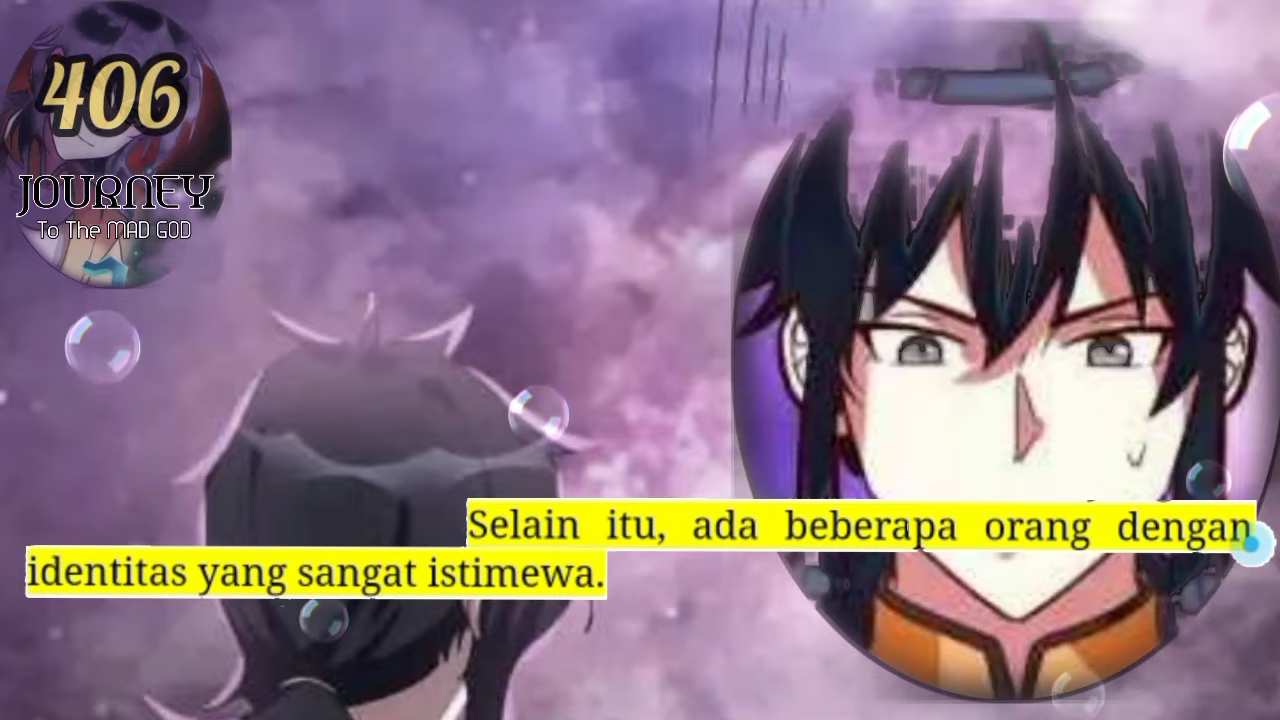 406
JOURNEY
To The MAD GOD
Selain itu, ada beberapa orang dengan
identitas yang sangat istimewa.